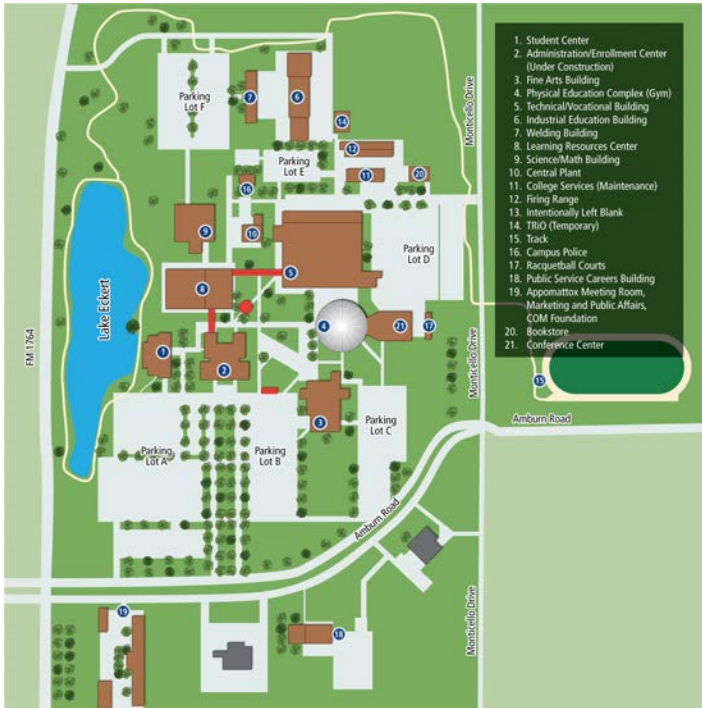 1. Student Center
2. Administration/Enrollment Center
(Under Construction)
3. Fine Arts Building
4. Physical Education Complex (Gym)
5. Technical/Vocational Building
6. Industrial Education Building
7. Welding Building
8. Learning Resources Center
9. Science/Math Building
10. Central Plant
11. College Services (Maintenance)
12. Firing Range
13. Intentionally Left Blank
14. TRiO (Temporary)
15. Track
16. Campus Police
17. Racquetball Courts
18. Public Service Careers Building
19. Appomattox Meeting Room,
Marketing and Public Affairs,
COM Foundation
20. Bookstore
21. Conference Center
Monticello Drive
Parking
Lot F
7
6
14
12
Parking
Lot E
11
20
16
9
10
Parking
Lot D
5
8
Lake Eckert
FM 1764
4
21
17
Monticello Drive
1
2
15
3
Parking
Lot C
Amburn Road
Parking
Lot A
Parking
Lot B
Amburn Road
Monticello Drive
19
18